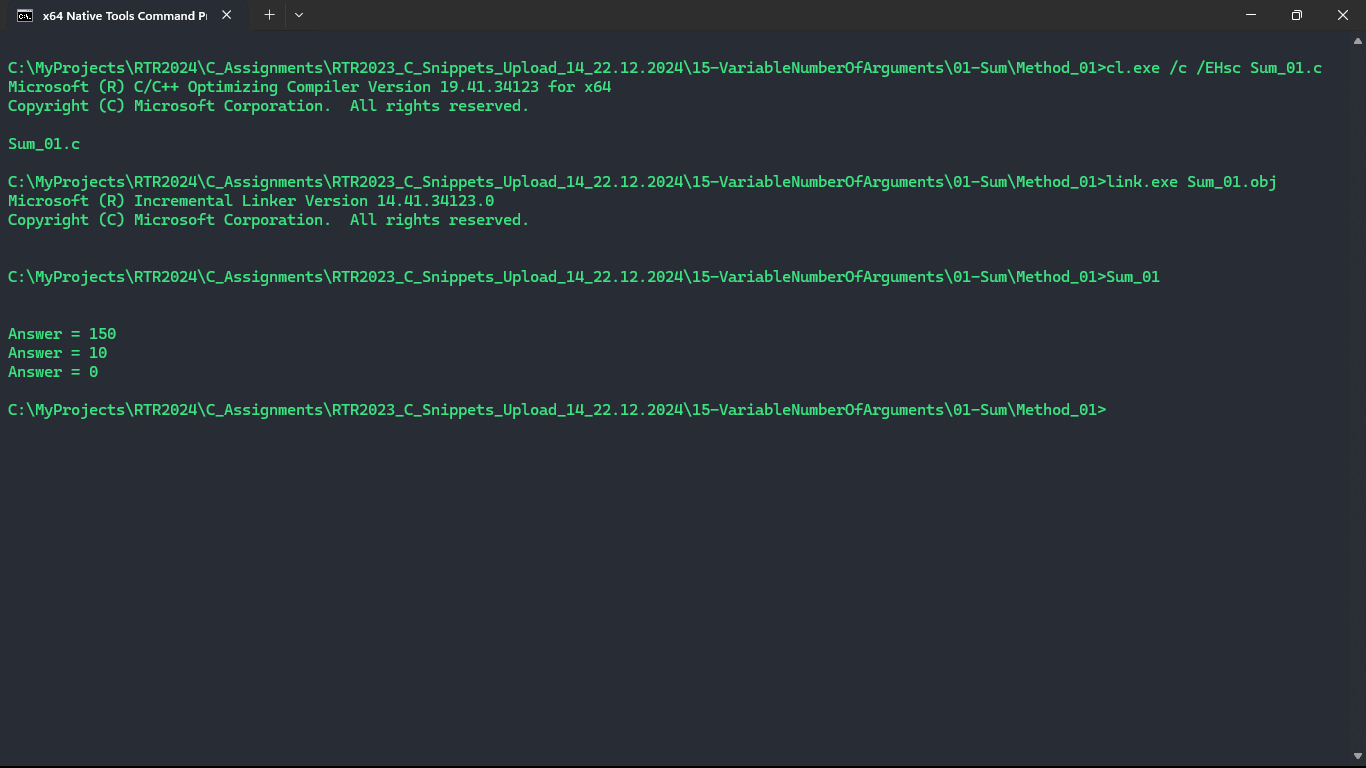 x64 Native Tools Command P
C:\MyProjects\RTR2024\C_Assignments\RTR2023_C_Snippets_Upload_14_22.12.2024\15-VariableNumberOfArguments\01-Sum\Method_01>cl.exe /c /EHsc Sum_01.c
Microsoft (R) C/C++ Optimizing Compiler Version 19.41.34123 for x64
Copyright (C) Microsoft Corporation.  All rights reserved.
Sum_01.c
C:\MyProjects\RTR2024\C_Assignments\RTR2023_C_Snippets_Upload_14_22.12.2024\15-VariableNumberOfArguments\01-Sum\Method_01>link.exe Sum_01.obj
Microsoft (R) Incremental Linker Version 14.41.34123.0
Copyright (C) Microsoft Corporation.  All rights reserved.
C:\MyProjects\RTR2024\C_Assignments\RTR2023_C_Snippets_Upload_14_22.12.2024\15-VariableNumberOfArguments\01-Sum\Method_01>Sum_01
Answer = 150
Answer = 10
Answer = 0
C:\MyProjects\RTR2024\C_Assignments\RTR2023_C_Snippets_Upload_14_22.12.2024\15-VariableNumberOfArguments\01-Sum\Method_01>